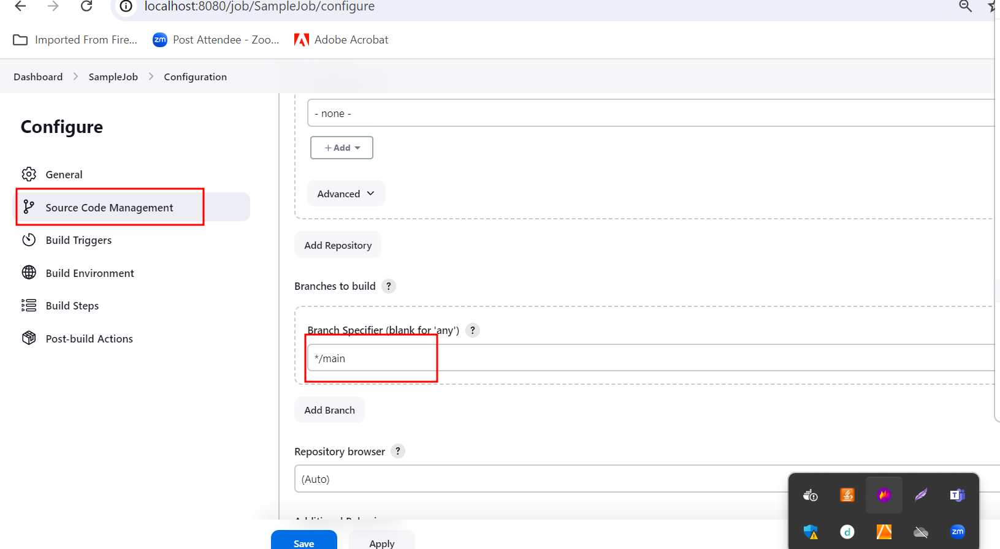 localhost:8080/job/SampleJob/configure
Imported From Fire...
zm Post Attendee - Zoo...
Adobe Acrobat
Dashboard
SampleJob
Configuration
Configure
General
Source Code Management
Build Triggers
Build Environment
Build Steps
Post-build Actions
- none -
+ Add
Advanced
Add Repository
Branches to build ?
Branch Specifier (blank for 'any') ?
*/main
Add Branch
Repository browser ?
(Auto)
Save
Apply
T
d
zm